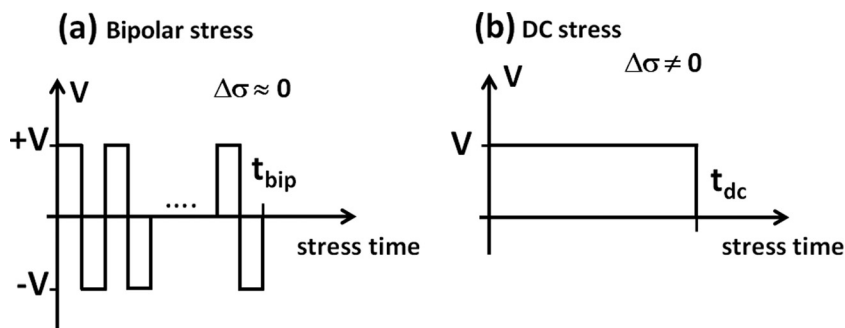 (a) Bipolar stress
V
Δσ ≈ 0
+V
t_bip
....
stress time
-V
(b) DC stress
Δσ ≠ 0
V
V
t_dc
stress time